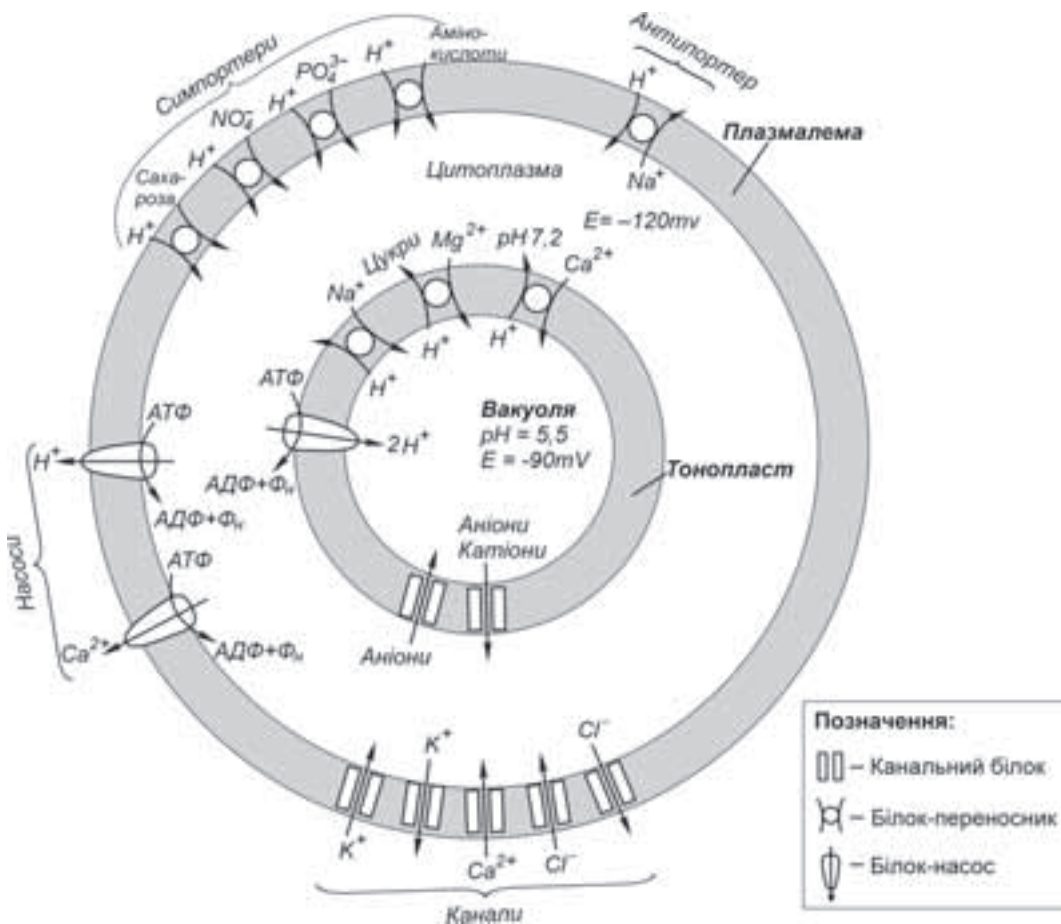 Симпортери
H⁺
Саха-
роза
H⁺
NO₄⁻
H⁺
PO₄³⁻
H⁺
Аміно-
кислоти
Антипортер
H⁺
Na⁺
Плазмалема
Цитоплазма
E= –120mv
Na⁺
H⁺
Цукри
Mg²⁺
H⁺
pH 7,2
Ca²⁺
H⁺
АТФ
2H⁺
АДФ+Фн
Вакуоля
pH = 5,5
E = -90mV
Тонопласт
Аніони
Катіони
Аніони
Насоси
H⁺
АТФ
АДФ+Фн
Ca²⁺
АТФ
АДФ+Фн
K⁺
K⁺
Ca²⁺
Cl⁻
Cl⁻
Канали
Позначення:
– Канальний білок
– Білок-переносник
– Білок-насос